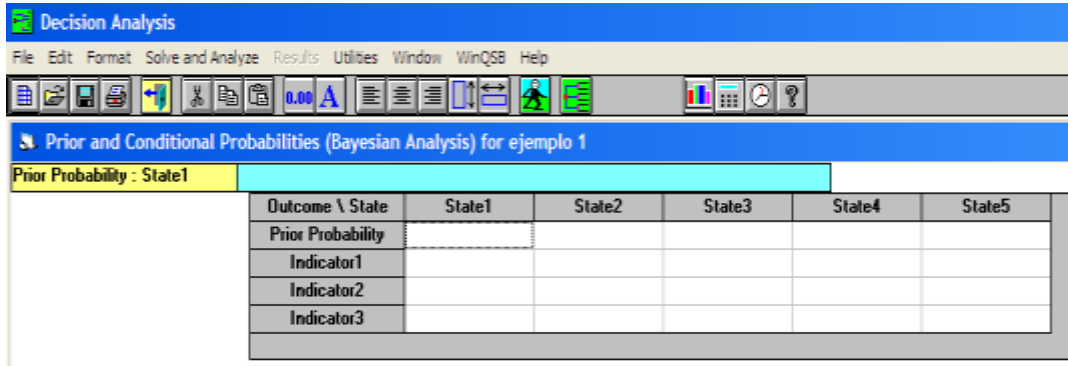 Decision Analysis
File Edit Format Solve and Analyze Results Utilities Window WinQSB Help
0.00 A ?
Prior and Conditional Probabilities (Bayesian Analysis) for ejemplo 1
Prior Probability : State1
Outcome \ State State1 State2 State3 State4 State5
Prior Probability
Indicator1
Indicator2
Indicator3